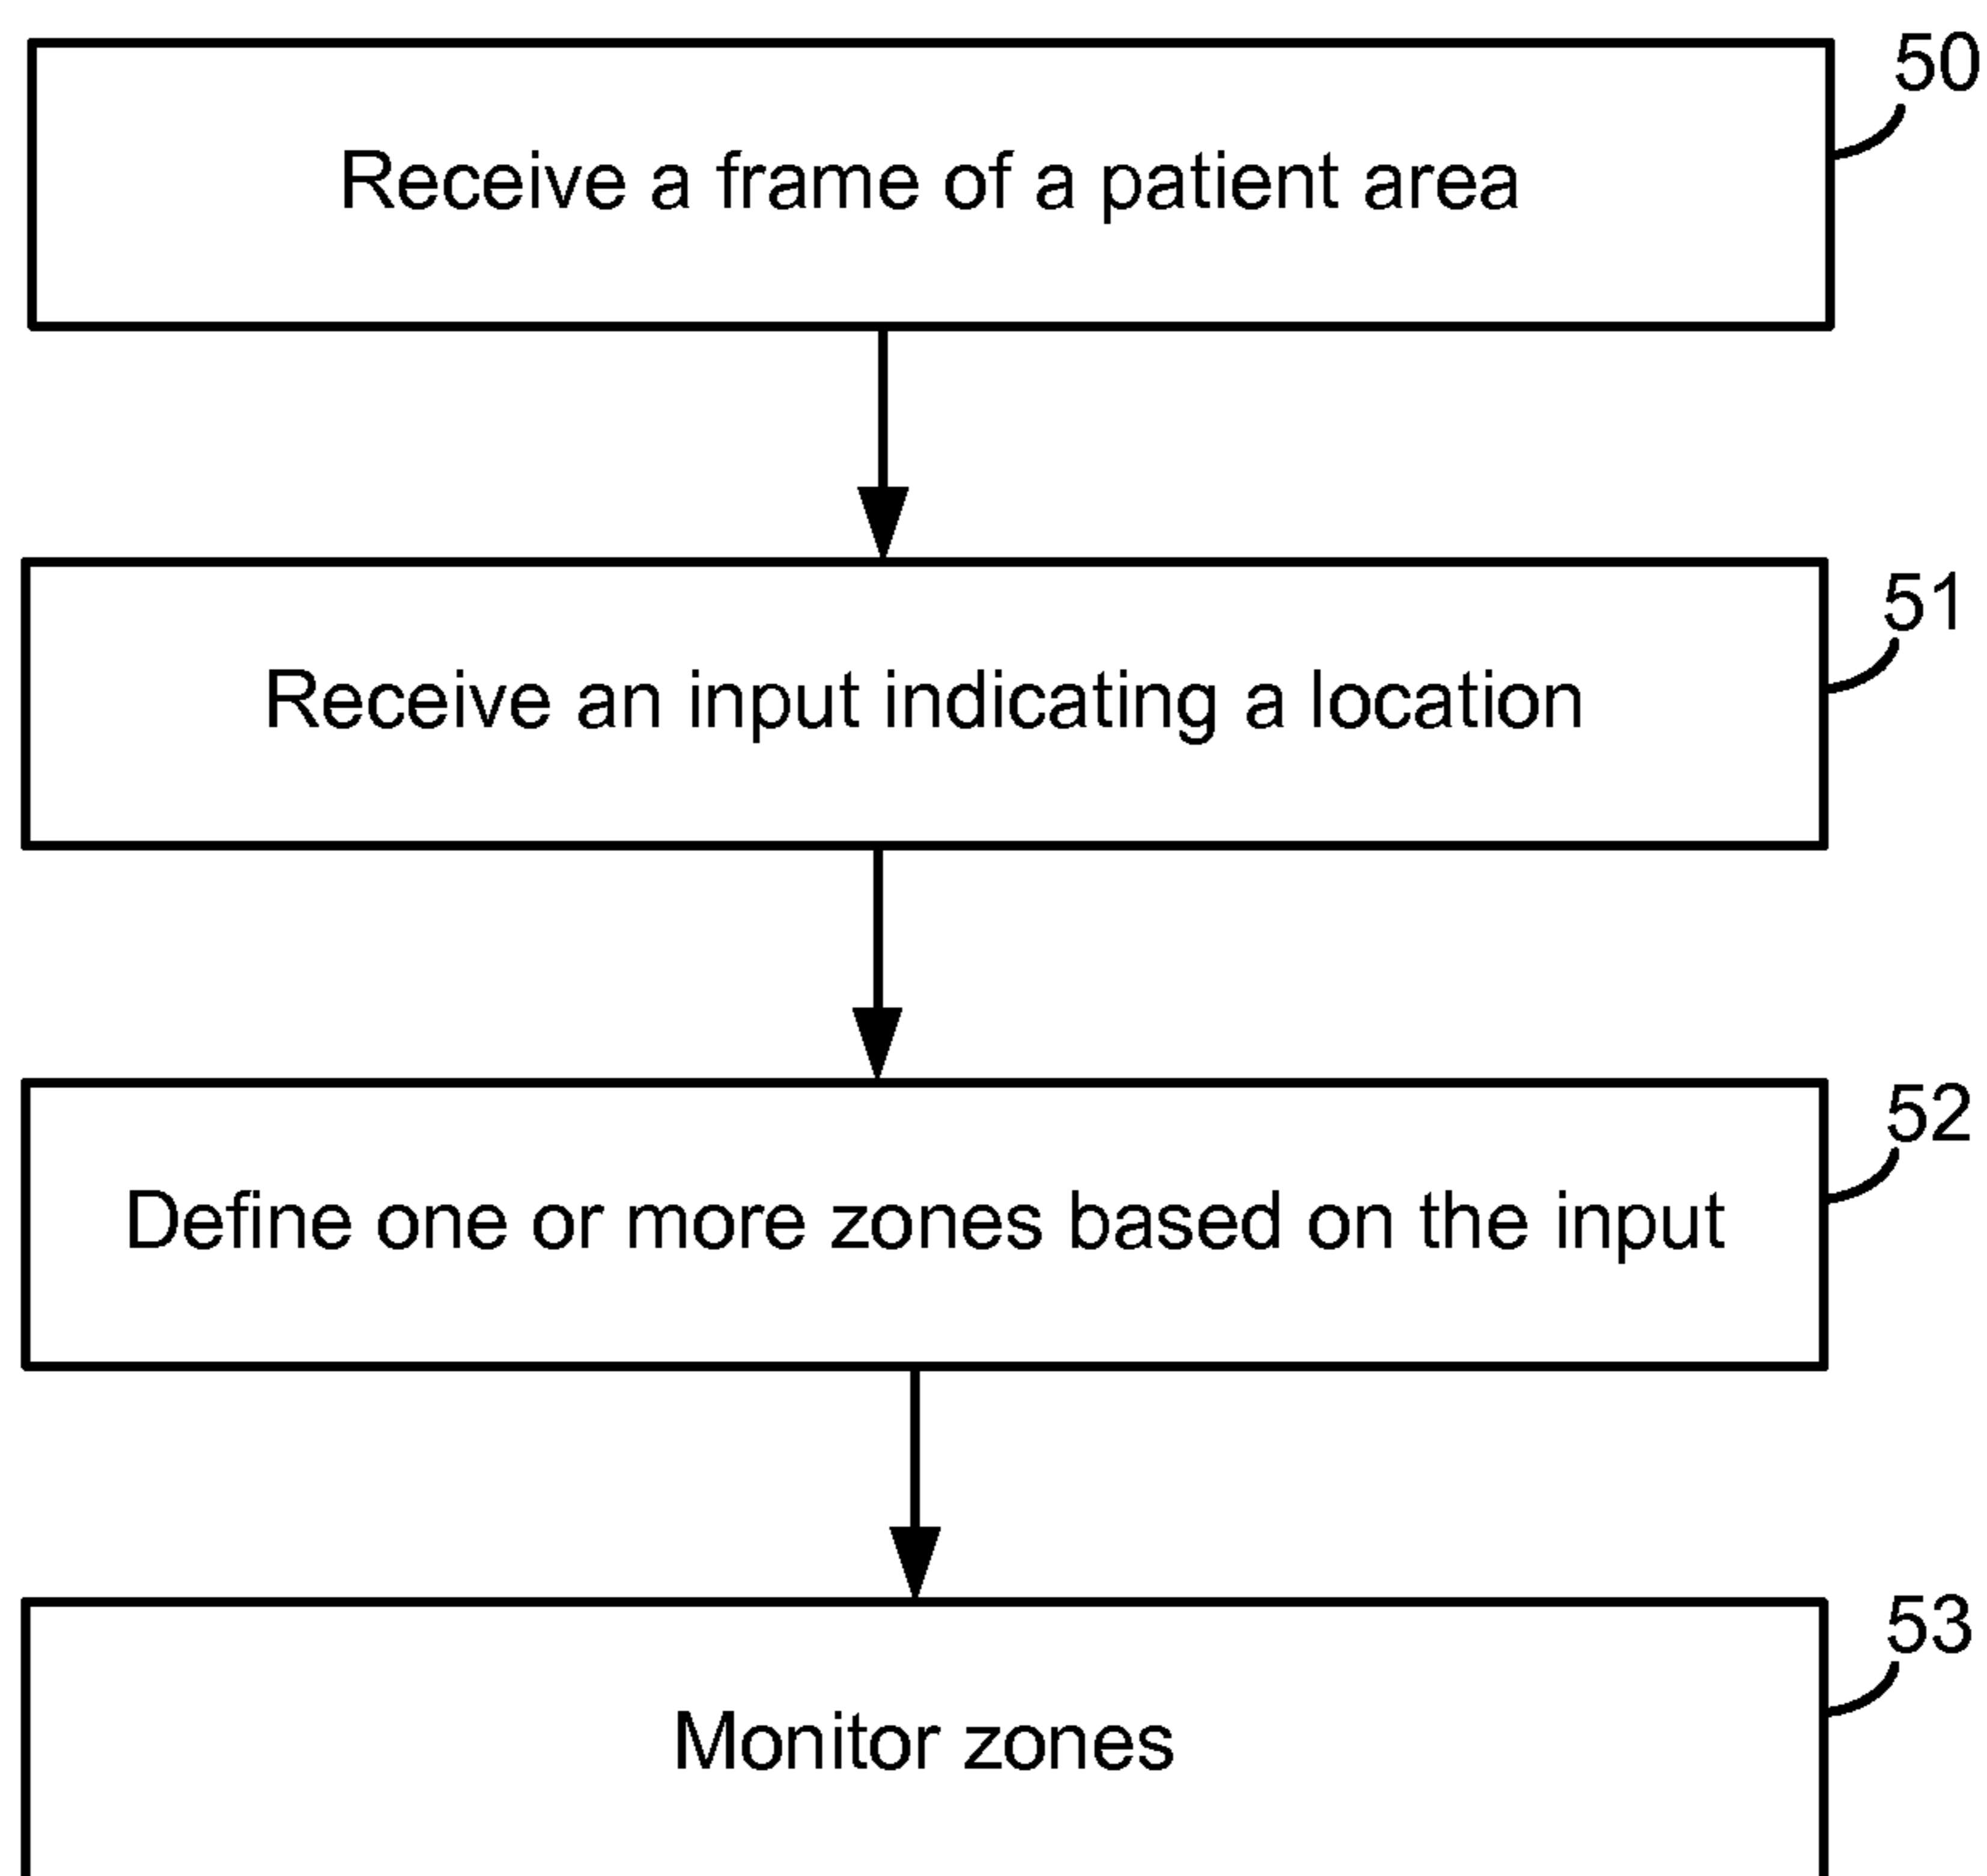 50
Receive a frame of a patient area
51
Receive an input indicating a location
52
Define one or more zones based on the input
53
Monitor zones